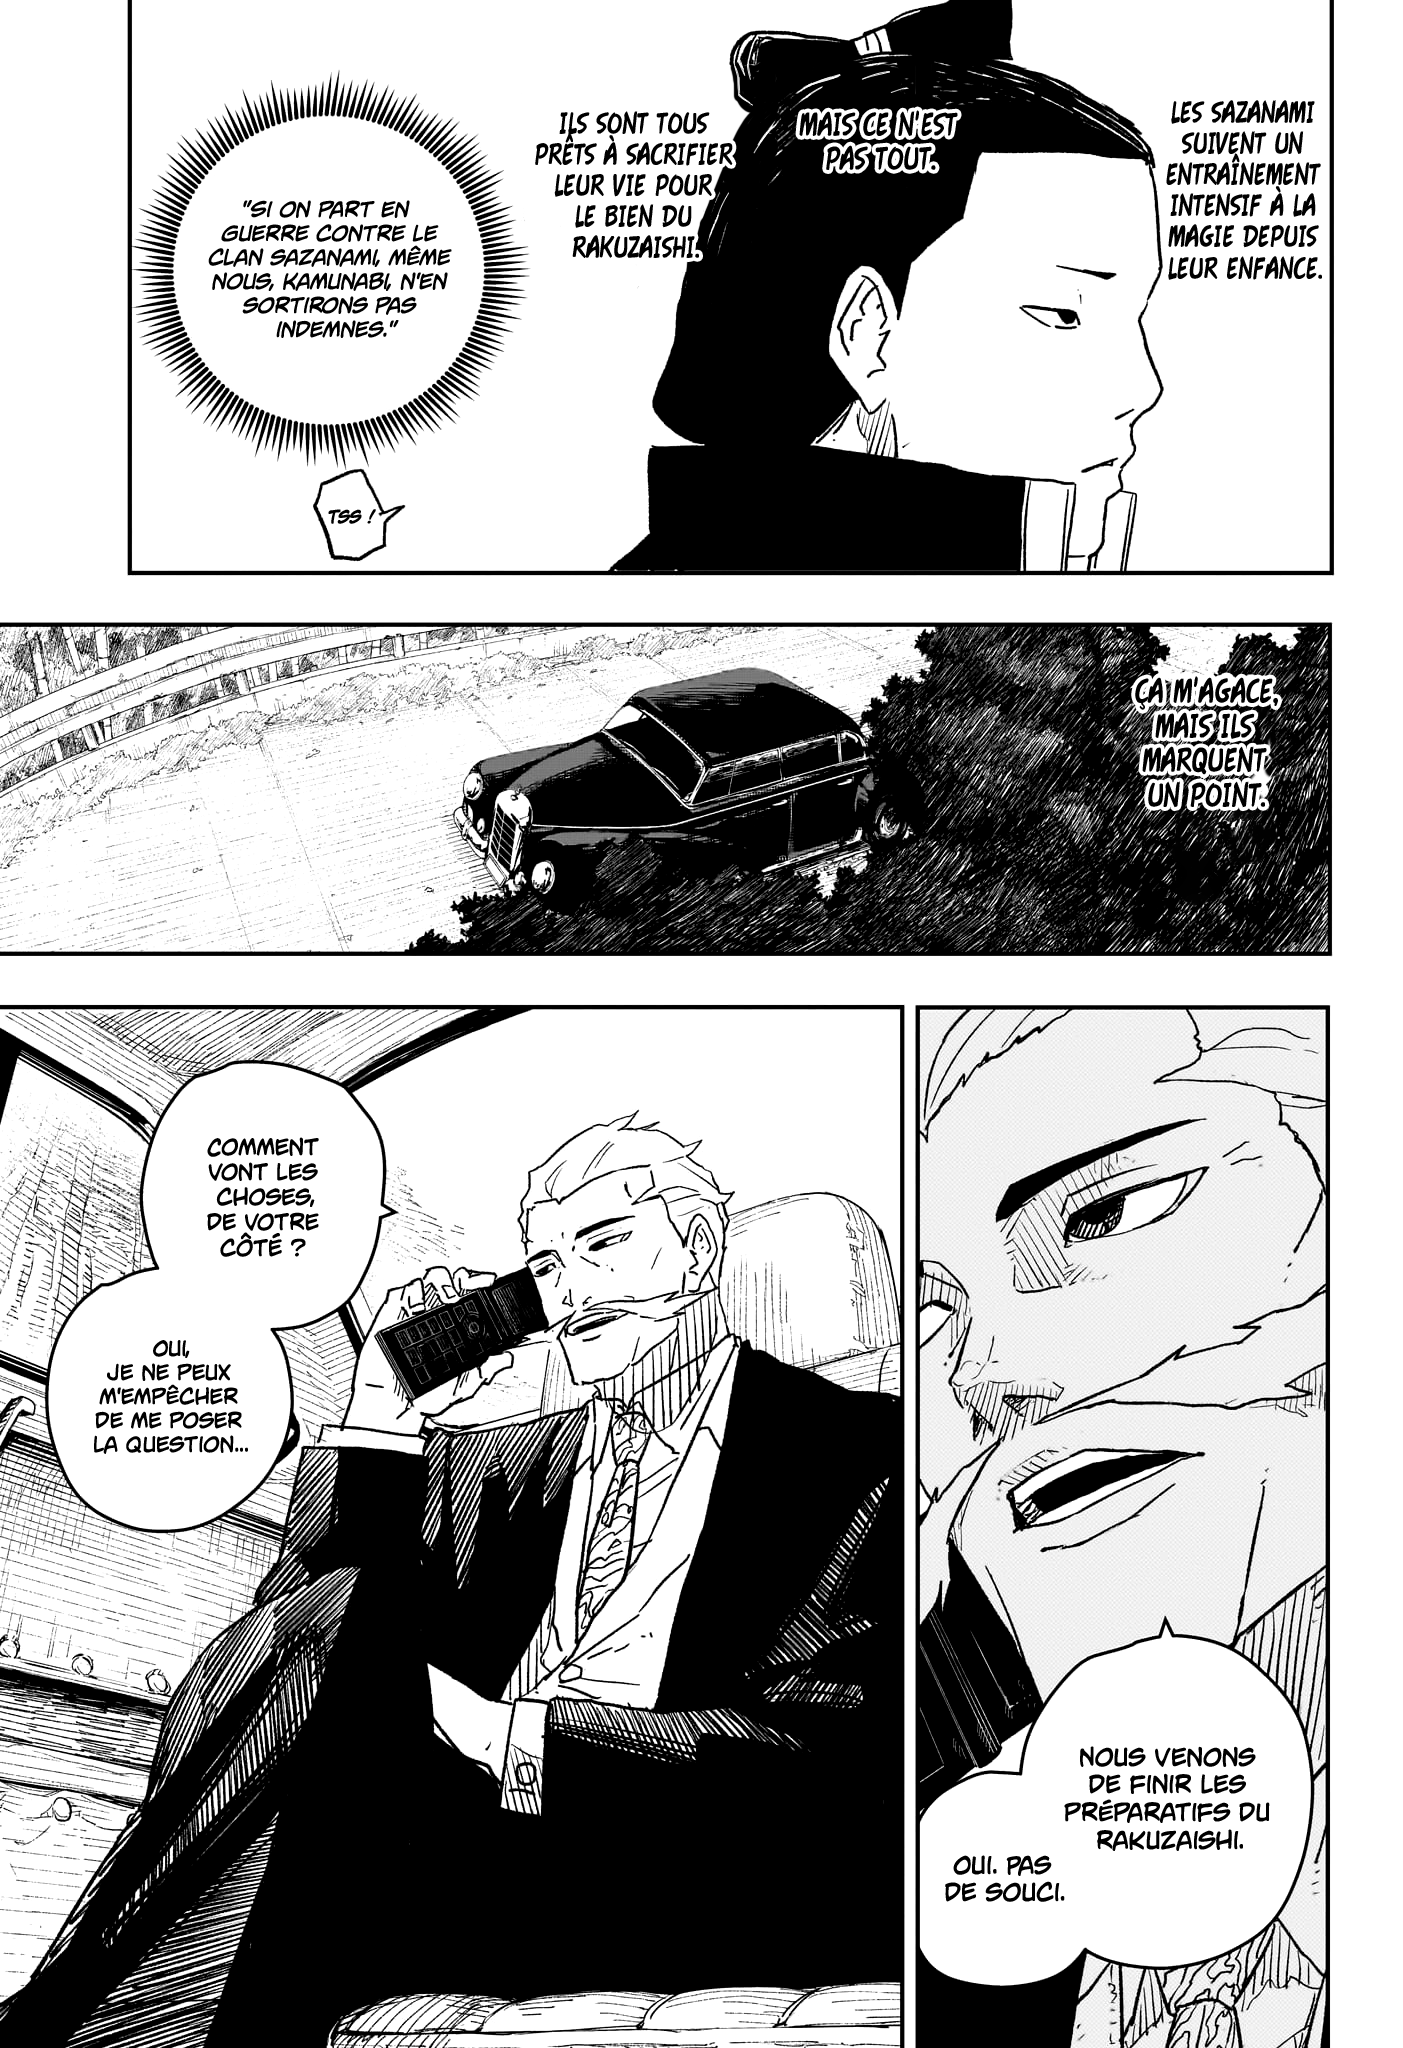 LES SAZANAMI
SUIVENT UN
ENTRAÎNEMENT
INTENSIF À LA
MAGIE DEPUIS
LEUR ENFANCE.
MAIS CE N'EST
PAS TOUT.
ILS SONT TOUS
PRÊTS À SACRIFIER
LEUR VIE POUR
LE BIEN DU
RAKUZAISHI.
"SI ON PART EN
GUERRE CONTRE LE
CLAN SAZANAMI, MÊME
NOUS, KAMUNABI, N'EN
SORTIRONS PAS
INDEMNES."
TSS !
ÇA M'AGACE,
MAIS ILS
MARQUENT
UN POINT.
NOUS VENONS
DE FINIR LES
PRÉPARATIFS DU
RAKUZAISHI.
OUI. PAS
DE SOUCI.
COMMENT
VONT LES
CHOSES,
DE VOTRE
CÔTÉ ?
OUI,
JE NE PEUX
M'EMPÊCHER
DE ME POSER
LA QUESTION...